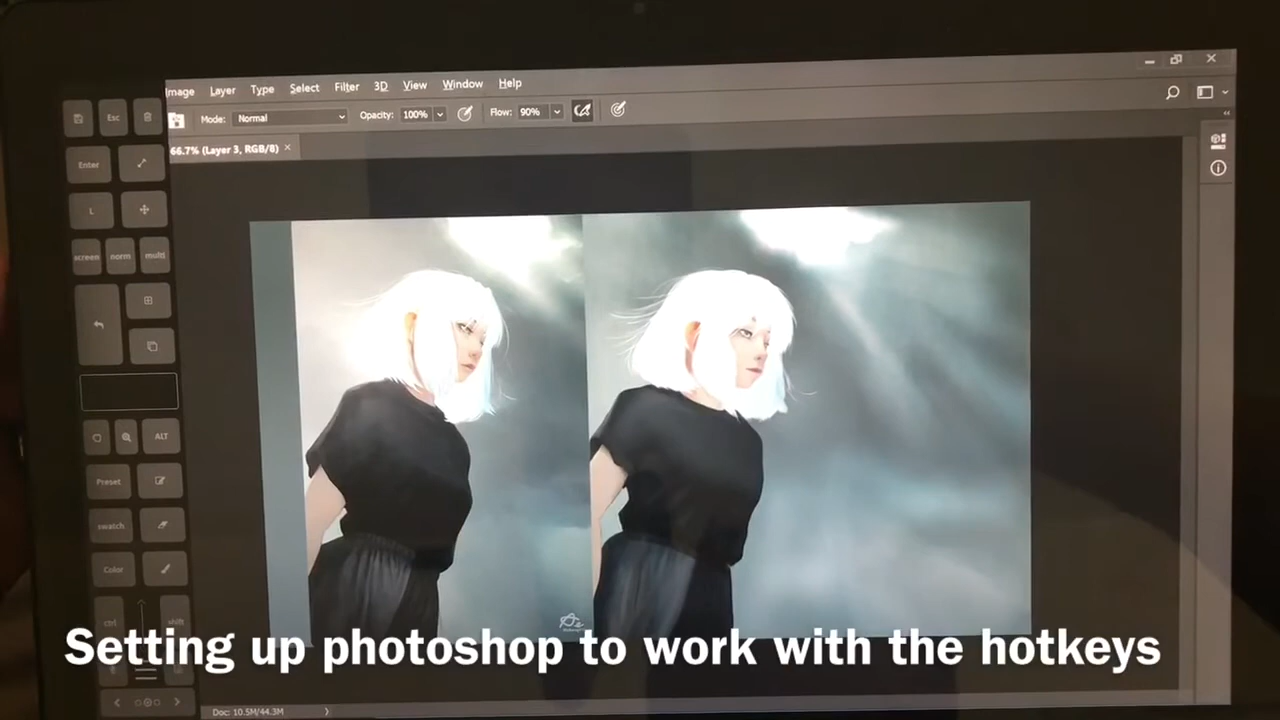 Image Layer Type Select Filter 3D View Window Help
Mode: Normal Opacity: 100% Flow: 90%
66.7% (Layer 3, RGB/8) ×
Esc
Enter
L
screen norm multi
ALT
Preset
swatch
Color
ctrl shift
Setting up photoshop to work with the hotkeys
Doc: 10.5M/44.3M